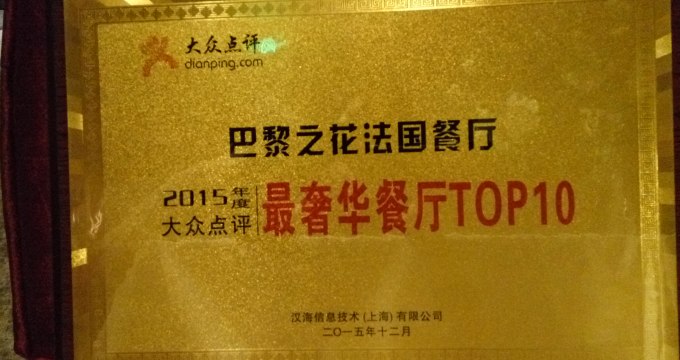 大众点评
dianping.com
巴黎之花法国餐厅
2015年度
大众点评
最奢华餐厅TOP10
汉海信息技术(上海)有限公司
二〇一五年十二月